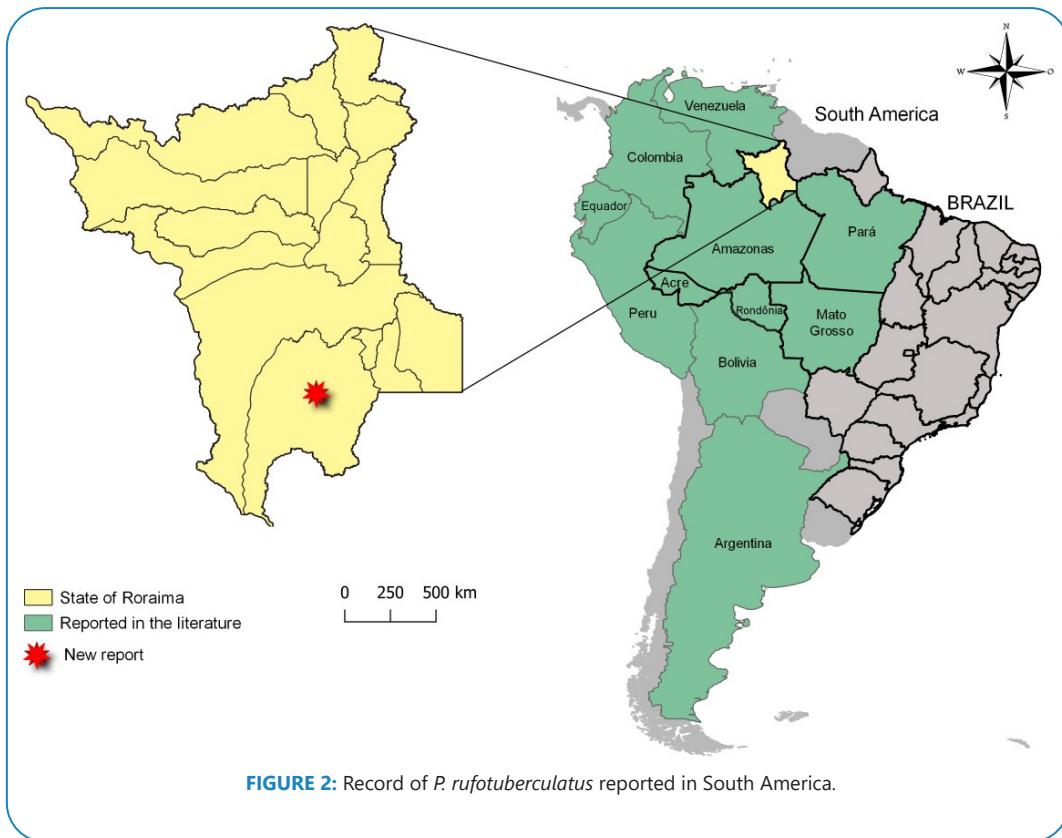 N
W
O
S
South America
Venezuela
Colombia
BRAZIL
Equador
Pará
Amazonas
Acre
Rondônia
Mato
Grosso
Peru
Bolivia
Argentina
State of Roraima
Reported in the literature
New report
0 250 500 km
FIGURE 2: Record of P. rufotuberculatus reported in South America.